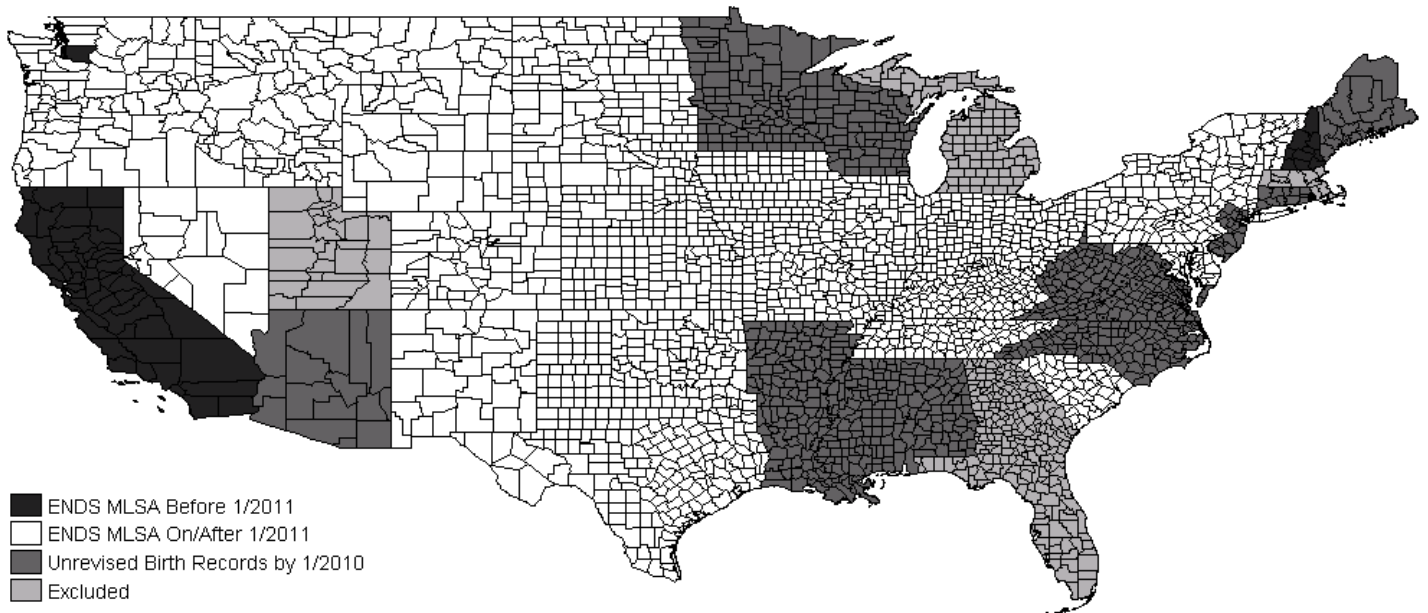 ENDS MLSA Before 1/2011
ENDS MLSA On/After 1/2011
Unrevised Birth Records by 1/2010
Excluded